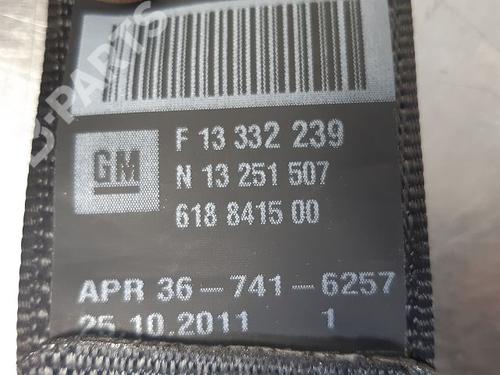 B-PARTS
GM
F 13 332 239
N 13 251 507
618 8415 00
APR 36-741-6257
25.10.2011 1